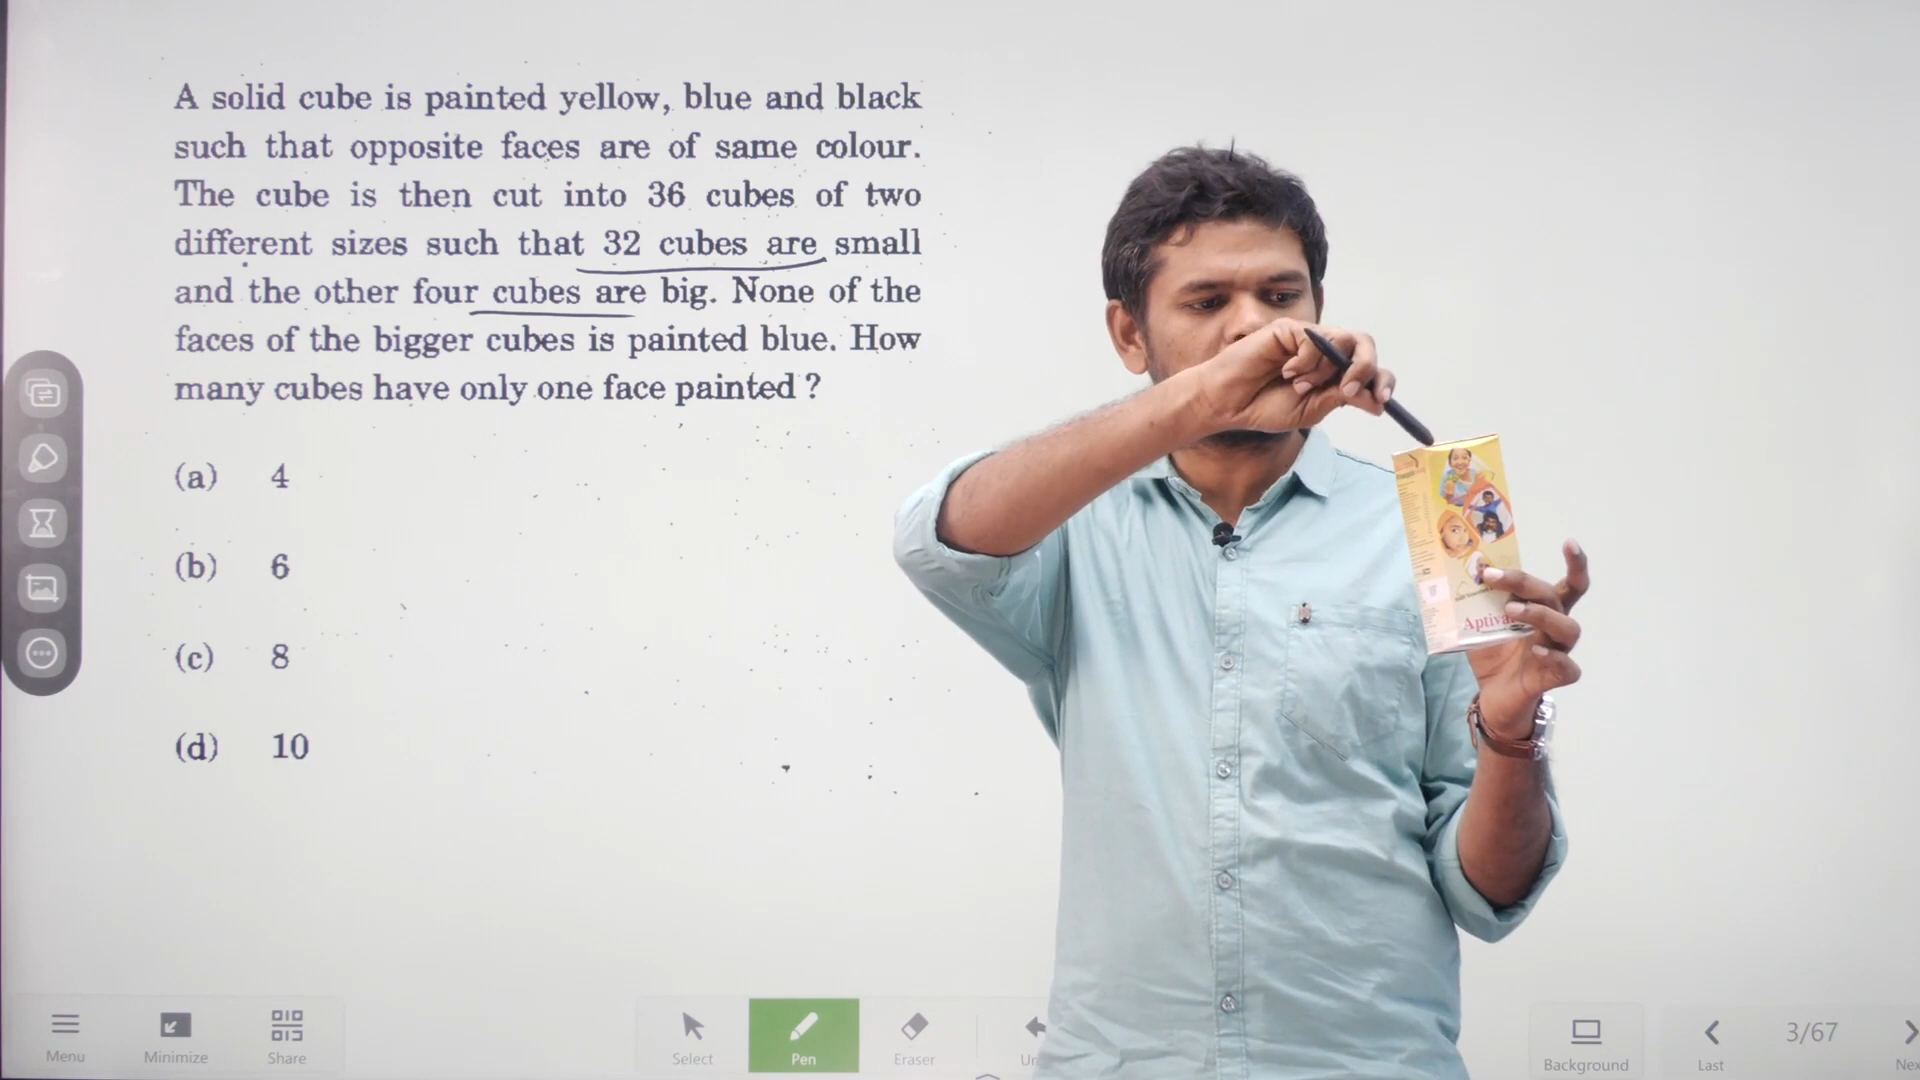 A solid cube is painted yellow, blue and black
such that opposite faces are of same colour.
The cube is then cut into 36 cubes of two
different sizes such that 32 cubes are small
and the other four cubes are big. None of the
faces of the bigger cubes is painted blue. How
many cubes have only one face painted ?
(a) 4
(b) 6
(c) 8
(d) 10
Aptiva
Menu
Minimize
Share
Select
Pen
Eraser
Background
Last
3/67